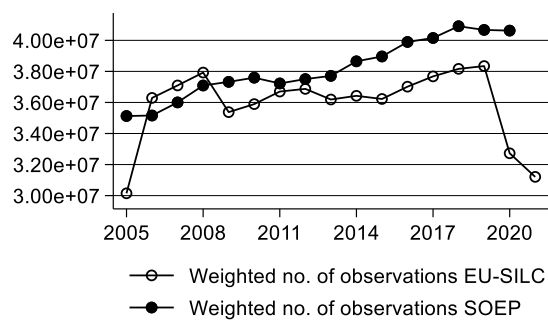 4.00e+07
3.80e+07
3.60e+07
3.40e+07
3.20e+07
3.00e+07
2005 2008 2011 2014 2017 2020
Weighted no. of observations EU-SILC
Weighted no. of observations SOEP